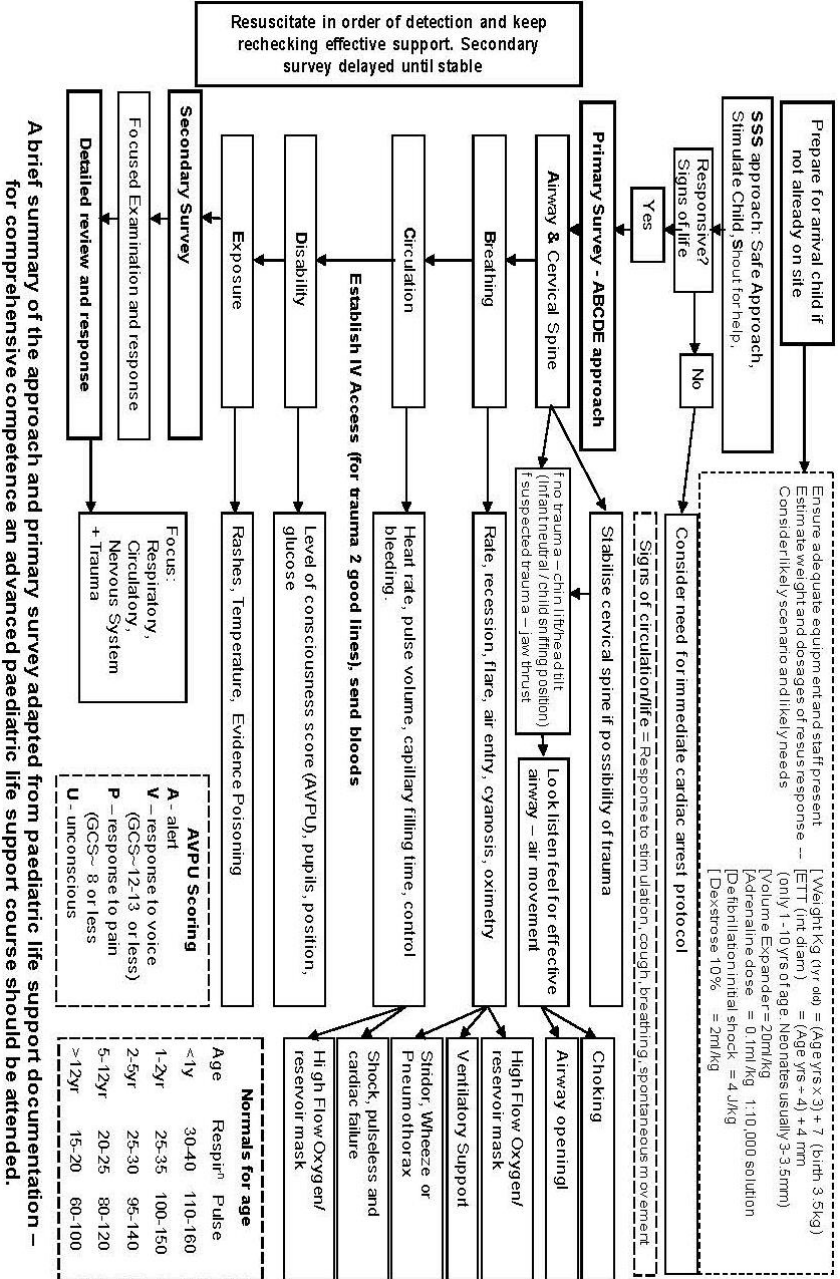 Resuscitate in order of detection and keep
rechecking effective support. Secondary
survey delayed until stable
Prepare for arrival child if
not already on site
Ensure adequate equipment and staff present
Estimate weight and dosages of resus response --
Consider likely scenario and likely needs
[Weight Kg (1yr old) = (Age yrs x 3) + 7 (birth 3.5kg)
[ETT (int diam) = (Age yrs ÷ 4) + 4 mm
(only 1-10 yrs of age. Neonates usually 3-3.5mm)
[Volume Expander = 20ml/kg
[Adrenaline dose = 0.1ml/kg 1:10,000 solution
[Defibrillation initial shock = 4 J/kg
[Dexstrose 10% = 2ml/kg
SSS approach: Safe Approach,
Stimulate Child, Shout for help,
Responsive?
Signs of life
No
Consider need for immediate cardiac arrest protocol
Yes
Signs of circulation/life = Response to stimulation, cough, breathing, spontaneous movement
Primary Survey - ABCDE approach
Airway & Cervical Spine
Stabilise cervical spine if possibility of trauma
f no trauma – chin lift/head tilt
(Infant neutral / child sniffing position)
f suspected trauma – jaw thrust
Look listen feel for effective
airway – air movement
Choking
Airway openingl
Breathing
Rate, recession, flare, air entry, cyanosis, oximetry
High Flow Oxygen/
reservoir mask
Ventilatory Support
Stridor, Wheeze or
Pneumothorax
Circulation
Heart rate, pulse volume, capillary filling time, control
bleeding.
Shock, pulseless and
cardiac failure
High Flow Oxygen/
reservoir mask
Establish IV Access (for trauma 2 good lines), send bloods
Disability
Level of consciousness score (AVPU), pupils, position,
glucose
Exposure
Rashes, Temperature, Evidence Poisoning
Secondary Survey
Focused Examination and response
Detailed review and response
Focus:
Respiratory,
Circulatory,
Nervous System
+ Trauma
AVPU Scoring
A - alert
V – response to voice
(GCS~ 12-13 or less)
P – response to pain
(GCS~ 8 or less
U - unconscious
Normals for age
Age Respirⁿ Pulse
<1y 30-40 110-160
1-2yr 25-35 100-150
2-5yr 25-30 95-140
5-12yr 20-25 80-120
>12yr 15-20 60-100
A brief summary of the approach and primary survey adapted from paediatric life support documentation –
for comprehensive competence an advanced paediatric life support course should be attended.